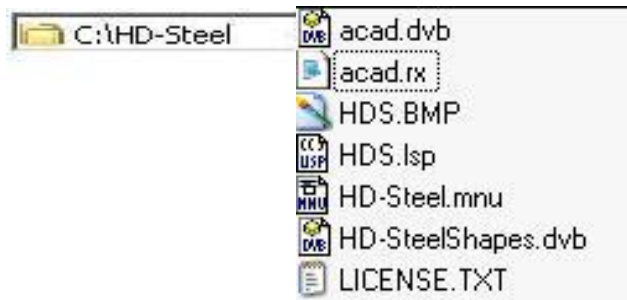 C:\HD-Steel
acad.dvb
acad.rx
HDS.BMP
HDS.lsp
HD-Steel.mnu
HD-SteelShapes.dvb
LICENSE.TXT